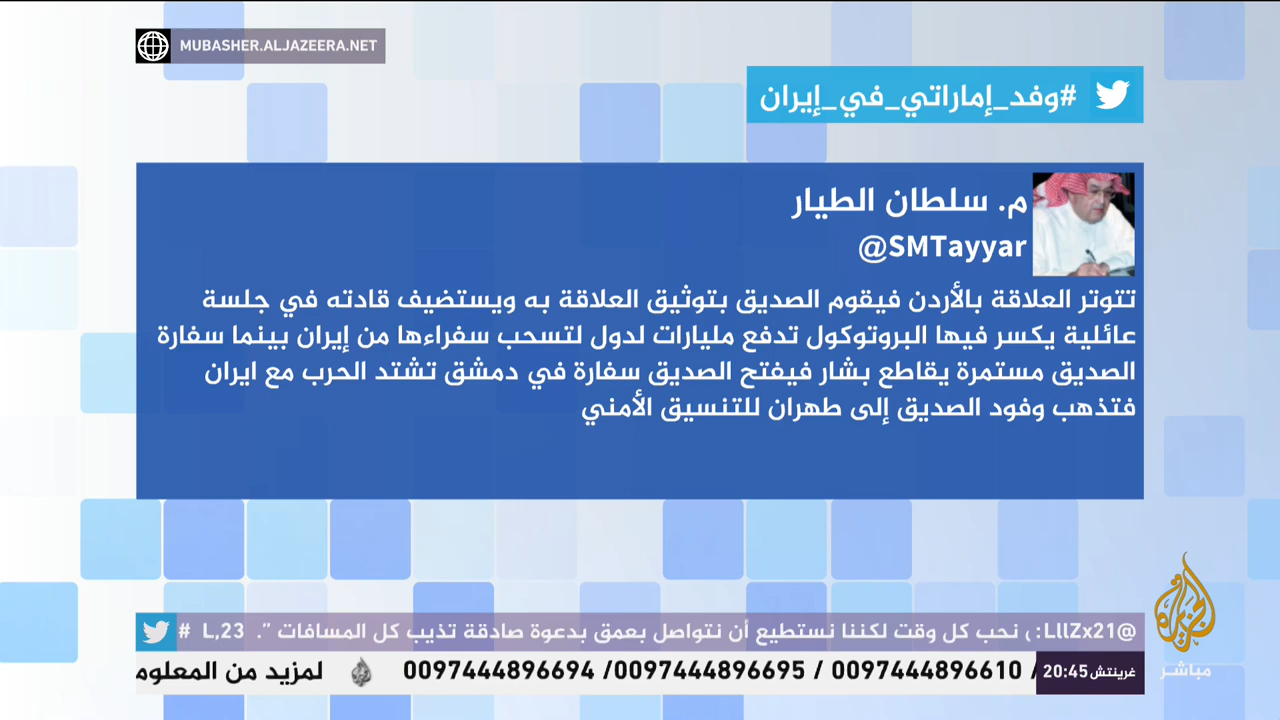 MUBASHER.ALJAZEERA.NET
#وفد_إماراتي_في_إيران
م. سلطان الطيار
@SMTayyar
تتوتر العلاقة بالأردن فيقوم الصديق بتوثيق العلاقة به ويستضيف قادته في جلسة
عائلية يكسر فيها البروتوكول تدفع مليارات لدول لتسحب سفراءها من إيران بينما سفارة
الصديق مستمرة يقاطع بشار فيفتح الصديق سفارة في دمشق تشتد الحرب مع ايران
فتذهب وفود الصديق إلى طهران للتنسيق الأمني
@LllZx21: نحب كل وقت لكننا نستطيع أن نتواصل بعمق بدعوة صادقة تذيب كل المسافات ”. L,23 #
غرينتش 20:45 / 0097444896610 / 0097444896695/ 0097444896694 لمزيد من المعلوم
الجزيرة
مباشر